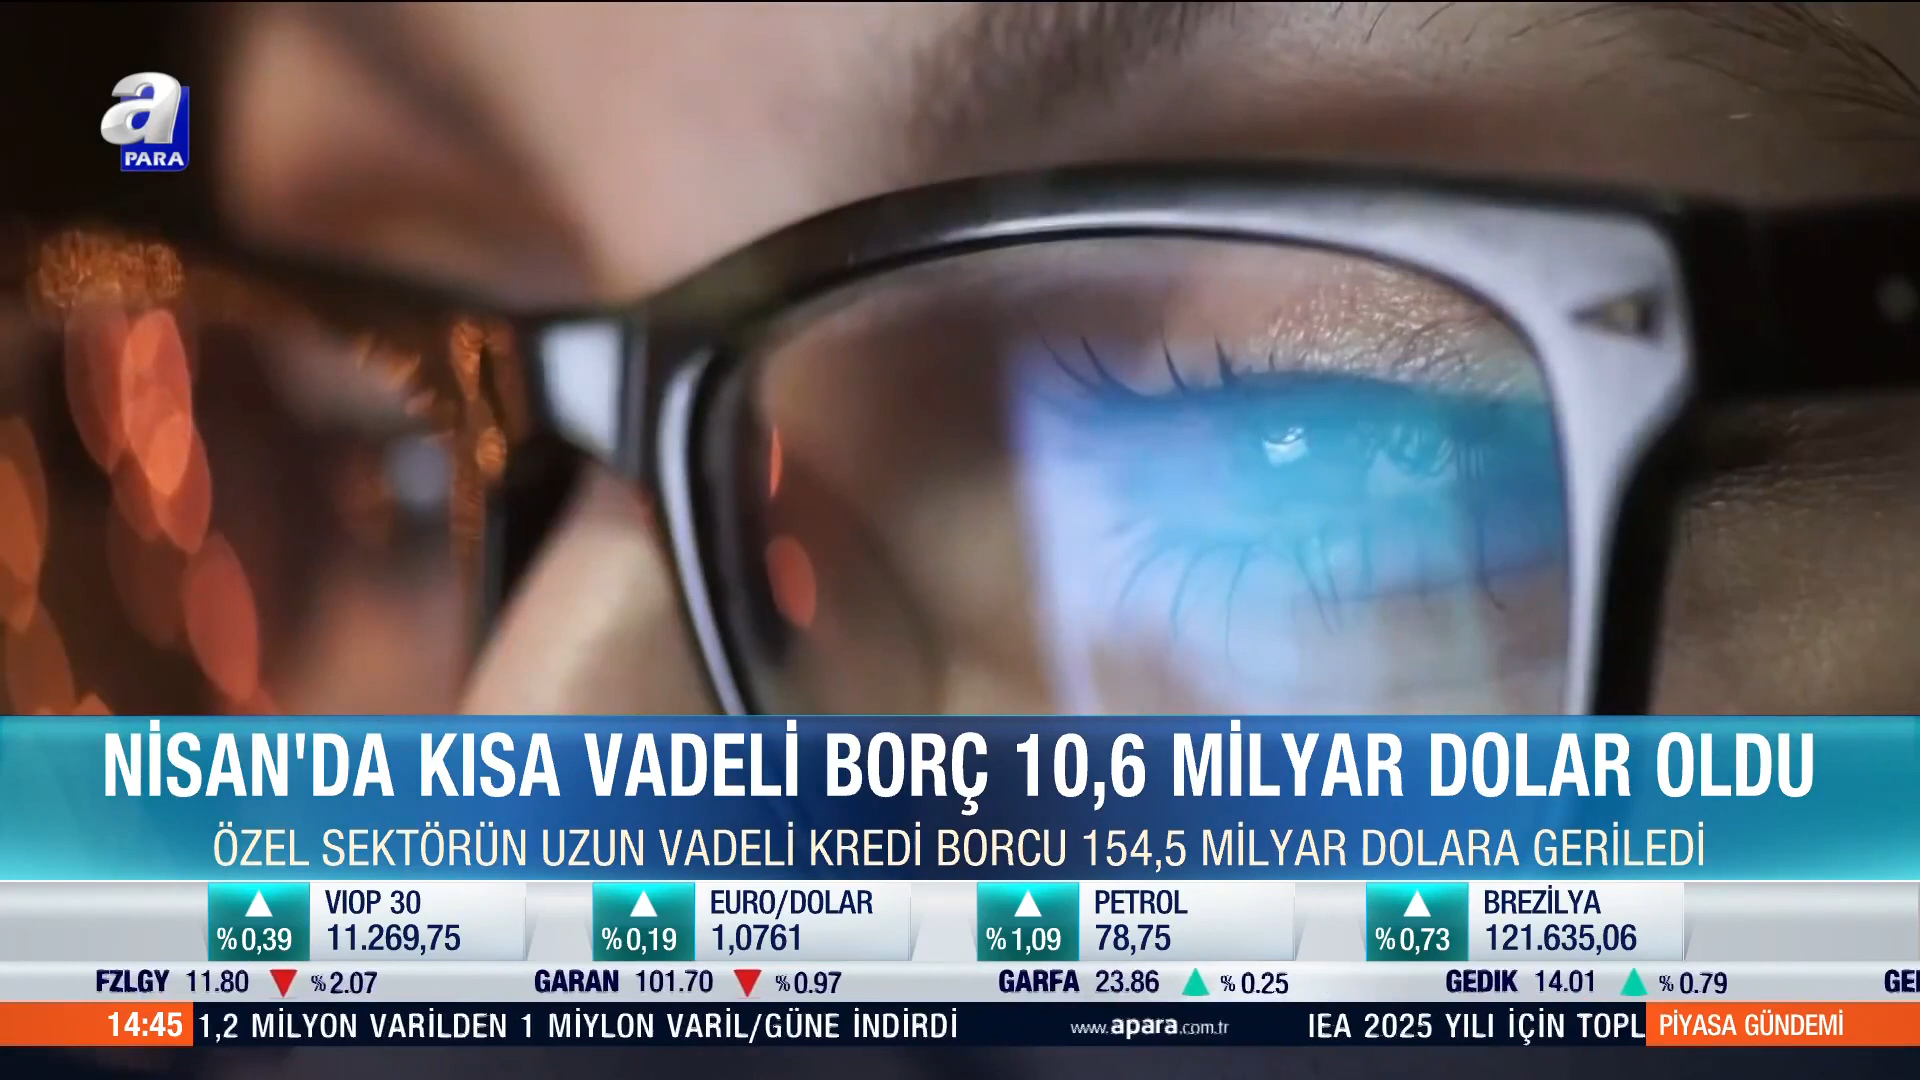 a
PARA
NİSAN'DA KISA VADELİ BORÇ 10,6 MİLYAR DOLAR OLDU
ÖZEL SEKTÖRÜN UZUN VADELİ KREDİ BORCU 154,5 MİLYAR DOLARA GERİLEDİ
%0,39 VIOP 30 11.269,75
%0,19 EURO/DOLAR 1,0761
%1,09 PETROL 78,75
%0,73 BREZİLYA 121.635,06
FZLGY 11.80 %2.07 GARAN 101.70 %0.97 GARFA 23.86 %0.25 GEDIK 14.01 %0.79 GE
14:45 1,2 MİLYON VARİLDEN 1 MİYLON VARİL/GÜNE İNDİRDİ www.apara.com.tr IEA 2025 YILI İÇİN TOPL PİYASA GÜNDEMİ